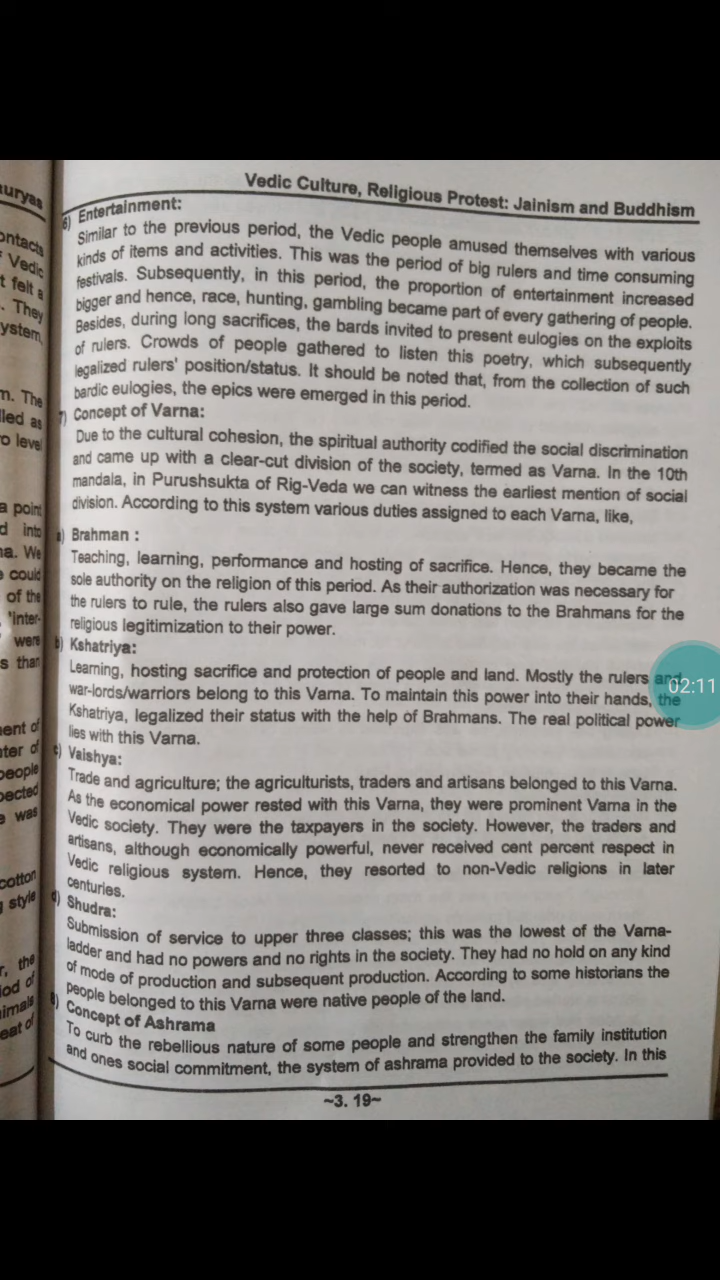 Vedic Culture, Religious Protest: Jainism and Buddhism
6) Entertainment:
Similar to the previous period, the Vedic people amused themselves with various
kinds of items and activities. This was the period of big rulers and time consuming
festivals. Subsequently, in this period, the proportion of entertainment increased
bigger and hence, race, hunting, gambling became part of every gathering of people.
Besides, during long sacrifices, the bards invited to present eulogies on the exploits
of rulers. Crowds of people gathered to listen this poetry, which subsequently
legalized rulers' position/status. It should be noted that, from the collection of such
bardic eulogies, the epics were emerged in this period.
7) Concept of Varna:
Due to the cultural cohesion, the spiritual authority codified the social discrimination
and came up with a clear-cut division of the society, termed as Varna. In the 10th
mandala, in Purushsukta of Rig-Veda we can witness the earliest mention of social
division. According to this system various duties assigned to each Varna, like,
a) Brahman :
Teaching, learning, performance and hosting of sacrifice. Hence, they became the
sole authority on the religion of this period. As their authorization was necessary for
the rulers to rule, the rulers also gave large sum donations to the Brahmans for the
religious legitimization to their power.
b) Kshatriya:
Learning, hosting sacrifice and protection of people and land. Mostly the rulers and
war-lords/warriors belong to this Varna. To maintain this power into their hands, the
Kshatriya, legalized their status with the help of Brahmans. The real political power
lies with this Varna.
c) Vaishya:
Trade and agriculture; the agriculturists, traders and artisans belonged to this Varna.
As the economical power rested with this Varna, they were prominent Varna in the
Vedic society. They were the taxpayers in the society. However, the traders and
artisans, although economically powerful, never received cent percent respect in
Vedic religious system. Hence, they resorted to non-Vedic religions in later
centuries.
d) Shudra:
Submission of service to upper three classes; this was the lowest of the Varna-
ladder and had no powers and no rights in the society. They had no hold on any kind
of mode of production and subsequent production. According to some historians the
people belonged to this Varna were native people of the land.
8) Concept of Ashrama
To curb the rebellious nature of some people and strengthen the family institution
and ones social commitment, the system of ashrama provided to the society. In this
~3. 19~
02:11